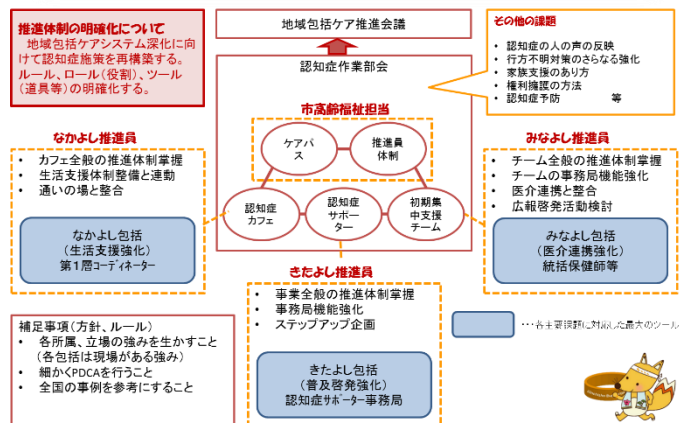 推進体制の明確化について
地域包括ケアシステム深化に向
けて認知症施策を再構築する。
ルール、ロール（役割）、ツール
（道具等）の明確化する。
地域包括ケア推進会議
認知症作業部会
その他の課題
• 認知症の人の声の反映
• 行方不明対策のさらなる強化
• 家族支援のあり方
• 権利擁護の方法
• 認知症予防 等
市高齢福祉担当
ケアパ
ス
推進員
体制
認知症
カフェ
認知症
サポー
ター
初期集
中支援
チーム
なかよし推進員
• カフェ全般の推進体制掌握
• 生活支援体制整備と連動
• 通いの場と整合
なかよし包括
（生活支援強化）
第１層コーディネーター
みなよし推進員
• チーム全般の推進体制掌握
• チームの事務局機能強化
• 医介連携と整合
• 広報啓発活動検討
みなよし包括
（医介連携強化）
統括保健師等
きたよし推進員
• 事業全般の推進体制掌握
• 事務局機能強化
• ステップアップ企画
きたよし包括
（普及啓発強化）
認知症サポーター事務局
補足事項（方針、ルール）
• 各所属、立場の強みを生かすこと
（各包括は現場がある強み）
• 細かくPDCAを行うこと
• 全国の事例を参考にすること
･･･各主要課題に対応した最大のツール